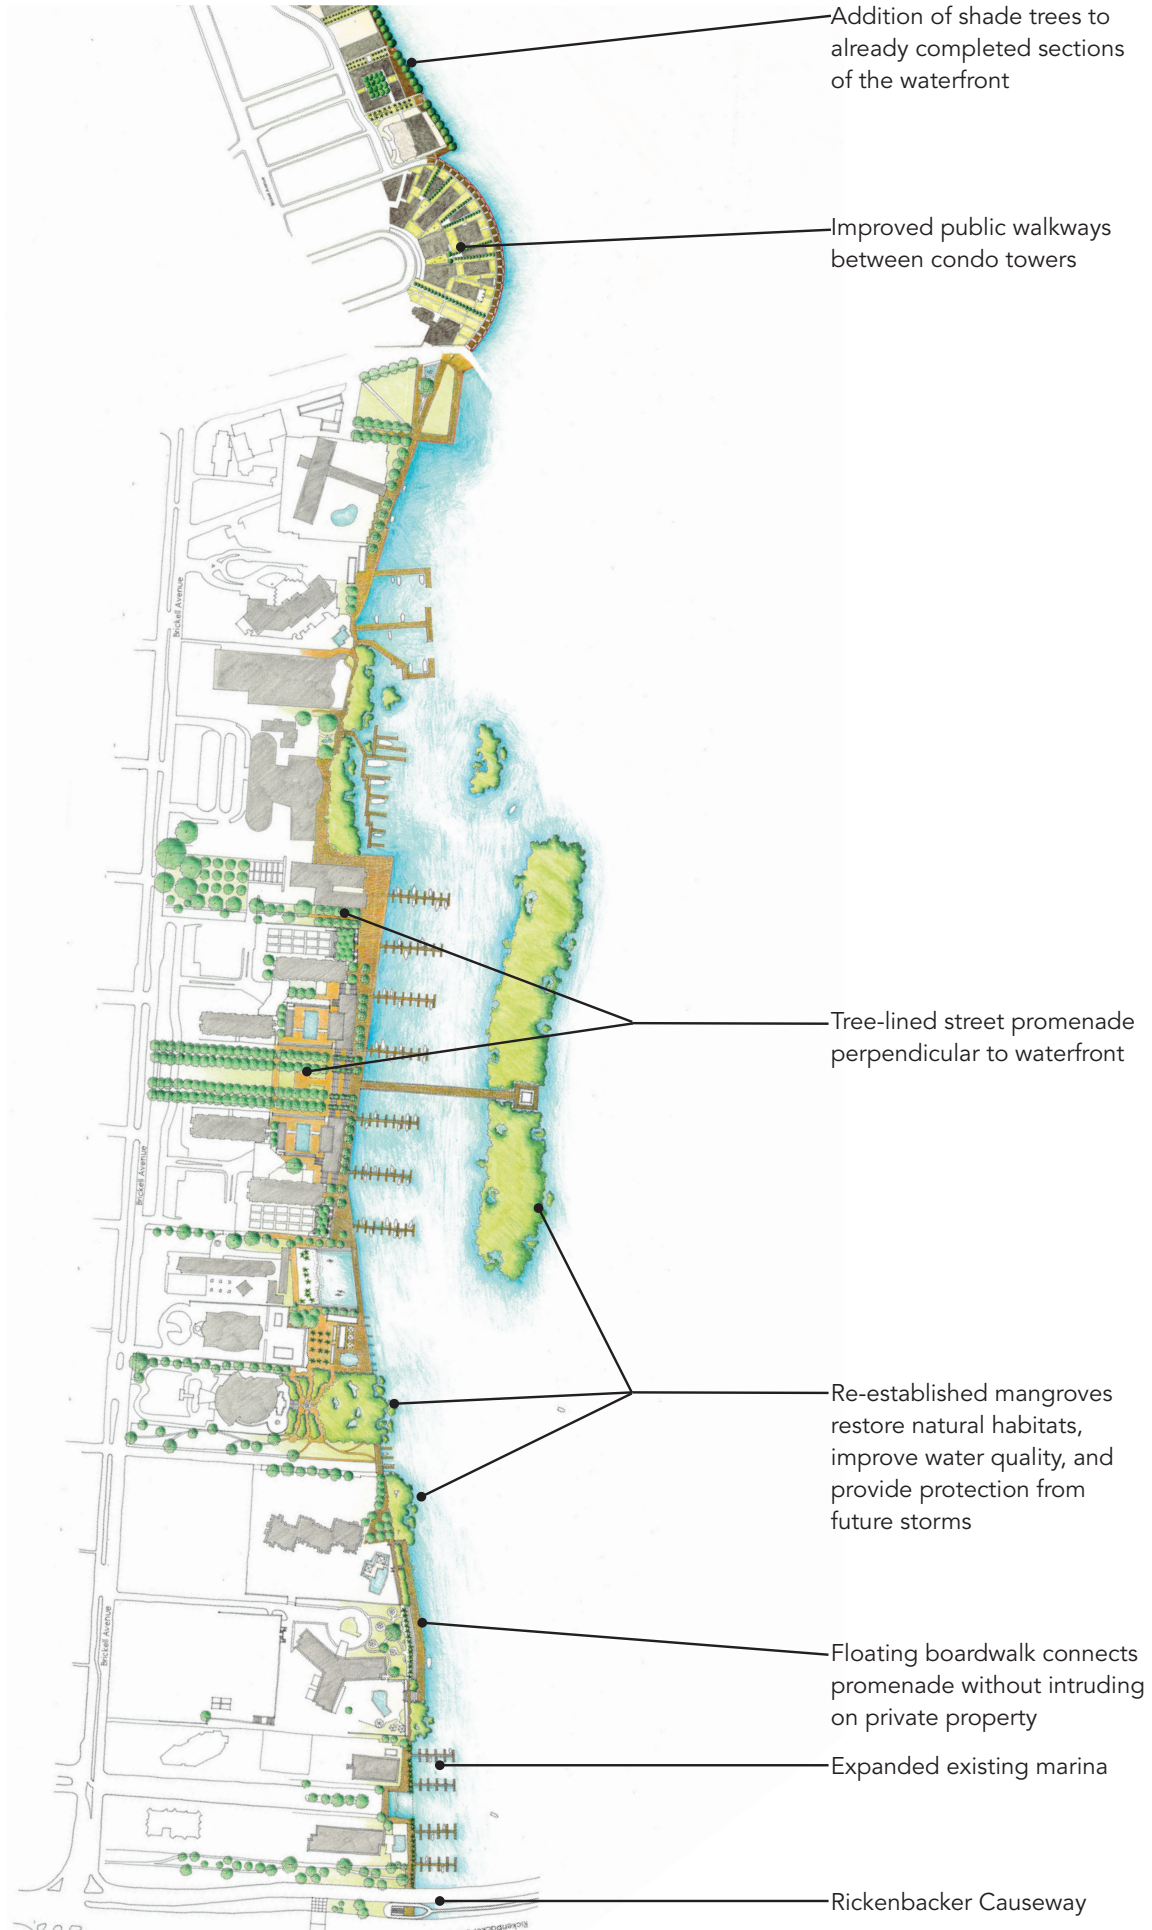 Addition of shade trees to
already completed sections
of the waterfront
Brickell Avenue
Improved public walkways
between condo towers
Brickell Avenue
Tree-lined street promenade
perpendicular to waterfront
Brickell Avenue
Re-established mangroves
restore natural habitats,
improve water quality, and
provide protection from
future storms
Brickell Avenue
Floating boardwalk connects
promenade without intruding
on private property
Expanded existing marina
Rickenbacker Causeway